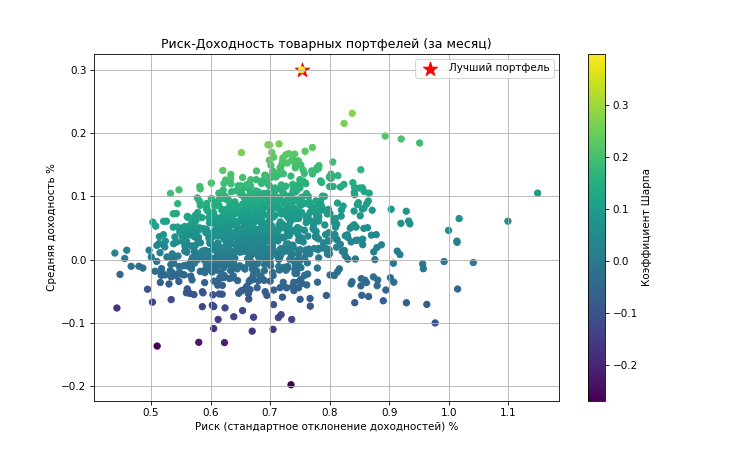 Риск-Доходность товарных портфелей (за месяц)
Лучший портфель
Средняя доходность %
0.3
0.2
0.1
0.0
−0.1
−0.2
0.5 0.6 0.7 0.8 0.9 1.0 1.1
Риск (стандартное отклонение доходностей) %
0.3
0.2
0.1
0.0
−0.1
−0.2
Коэффициент Шарпа